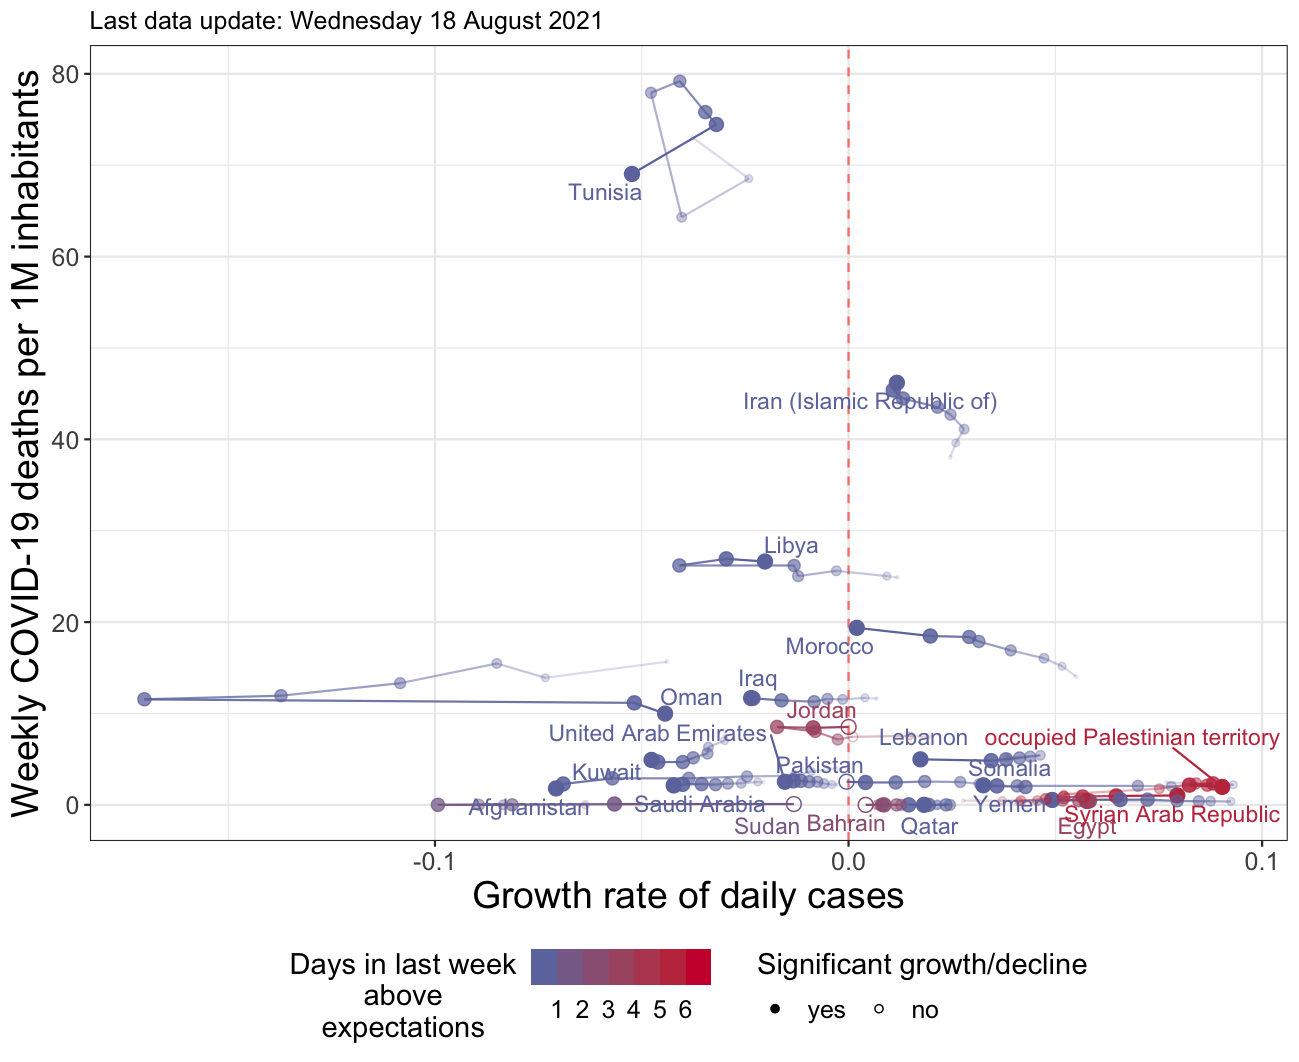 Last data update: Wednesday 18 August 2021
Weekly COVID-19 deaths per 1M inhabitants
80
60
40
20
0
Tunisia
Iran (Islamic Republic of)
Libya
Morocco
Iraq
Oman
Jordan
United Arab Emirates
Lebanon
occupied Palestinian territory
Kuwait
Pakistan
Somalia
Afghanistan
Saudi Arabia
Yemen
Syrian Arab Republic
Sudan
Bahrain
Qatar
Egypt
-0.1
0.0
0.1
Growth rate of daily cases
Days in last week
above
expectations
1 2 3 4 5 6
Significant growth/decline
yes
no